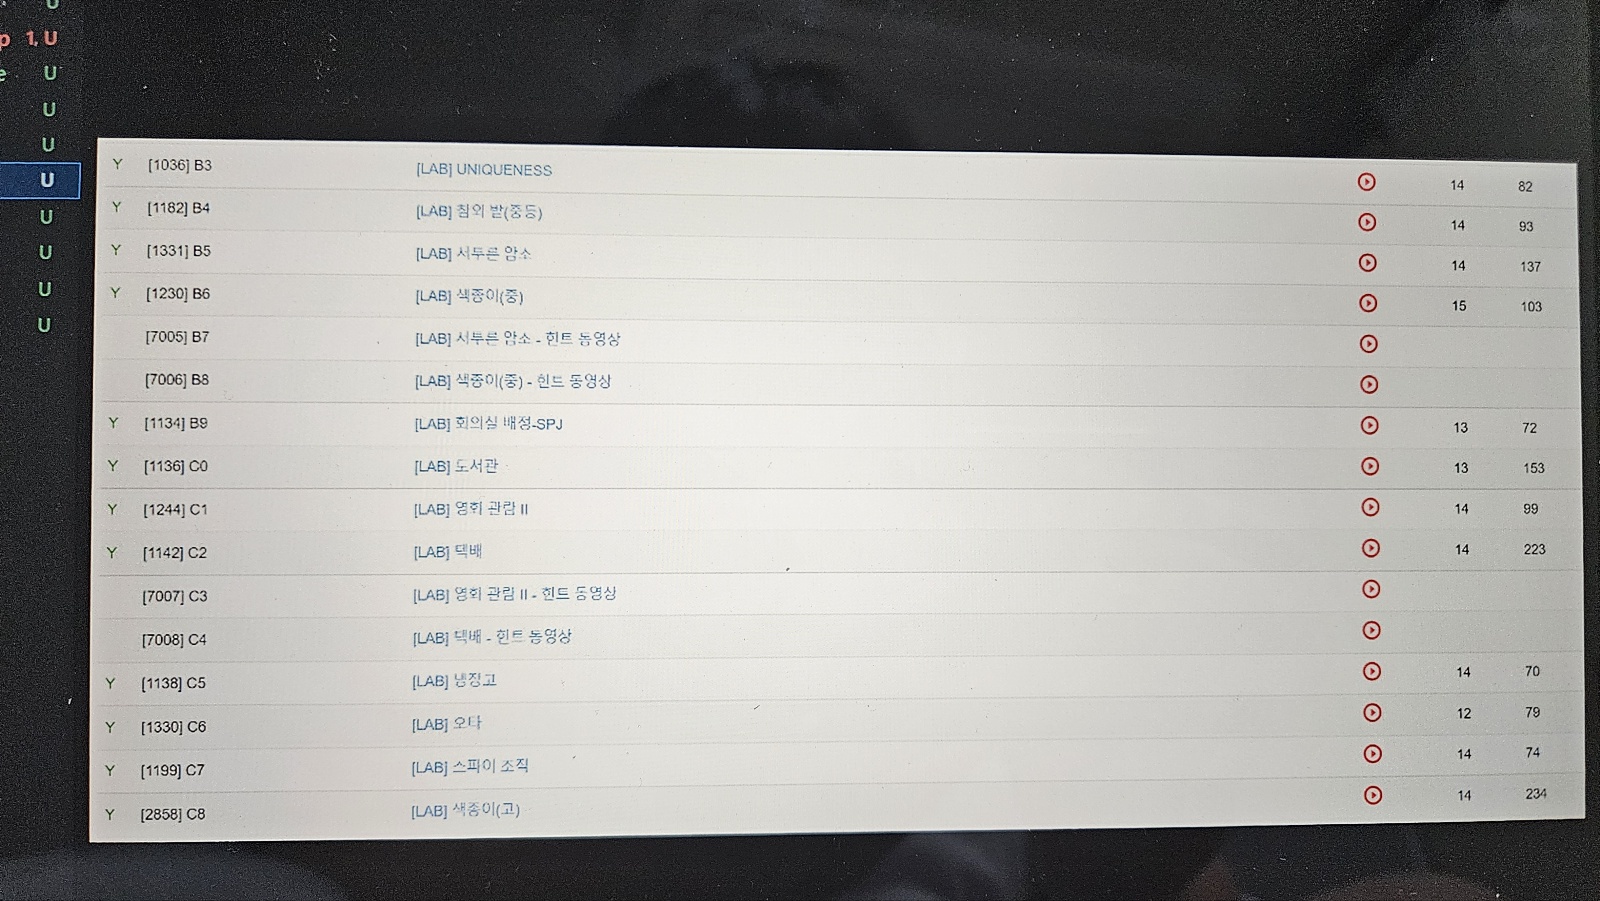 U
p 1, U
e U
U
U
U
U
U
U
U
Y [1036] B3 [LAB] UNIQUENESS 14 82
Y [1182] B4 [LAB] 참외 밭(중등) 14 93
Y [1331] B5 [LAB] 서투른 암소 14 137
Y [1230] B6 [LAB] 색종이(중) 15 103
[7005] B7 [LAB] 서투른 암소 - 힌트 동영상
[7006] B8 [LAB] 색종이(중) - 힌트 동영상
Y [1134] B9 [LAB] 회의실 배정-SPJ 13 72
Y [1136] C0 [LAB] 도서관 13 153
Y [1244] C1 [LAB] 영화 관람 II 14 99
Y [1142] C2 [LAB] 택배 14 223
[7007] C3 [LAB] 영화 관람 II - 힌트 동영상
[7008] C4 [LAB] 택배 - 힌트 동영상
Y [1138] C5 [LAB] 냉장고 14 70
Y [1330] C6 [LAB] 오타 12 79
Y [1199] C7 [LAB] 스파이 조직 14 74
Y [2858] C8 [LAB] 색종이(고) 14 234